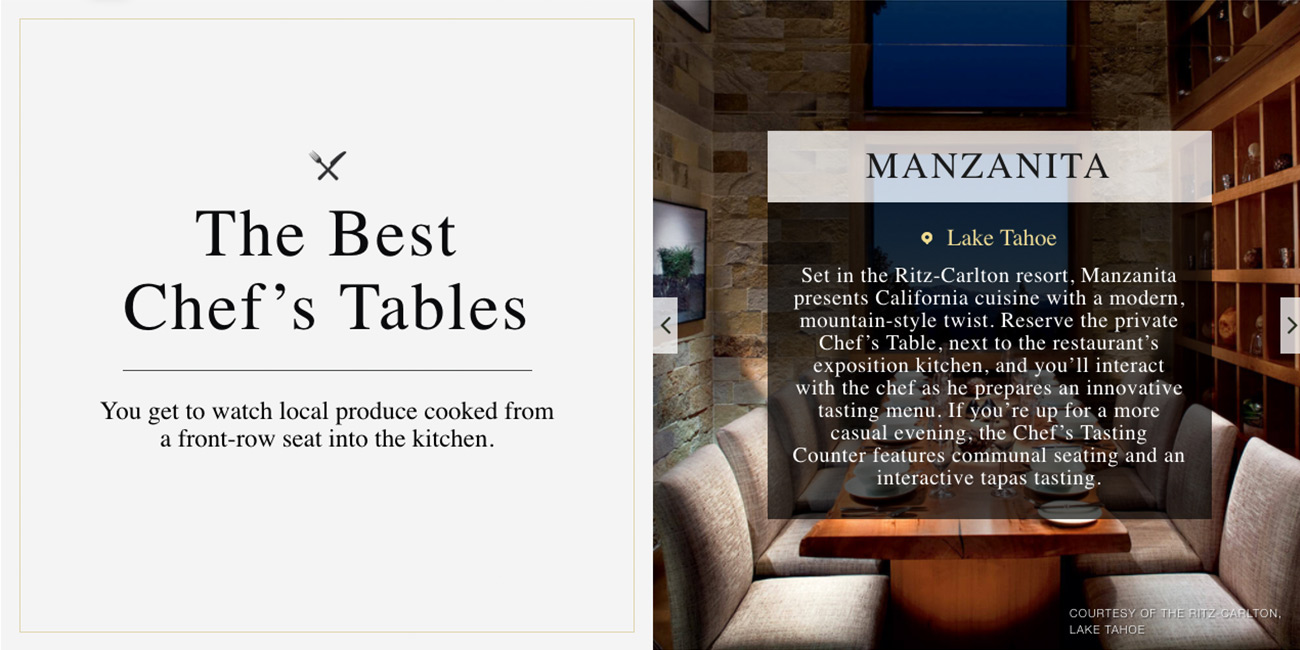 The Best
Chef's Tables
You get to watch local produce cooked from
a front-row seat into the kitchen.
MANZANITA
Lake Tahoe
Set in the Ritz-Carlton resort, Manzanita
presents California cuisine with a modern,
mountain-style twist. Reserve the private
Chef's Table, next to the restaurant's
exposition kitchen, and you'll interact
with the chef as he prepares an innovative
tasting menu. If you're up for a more
casual evening, the Chef's Tasting
Counter features communal seating and an
interactive tapas tasting.
COURTESY OF THE RITZ-CARLTON,
LAKE TAHOE